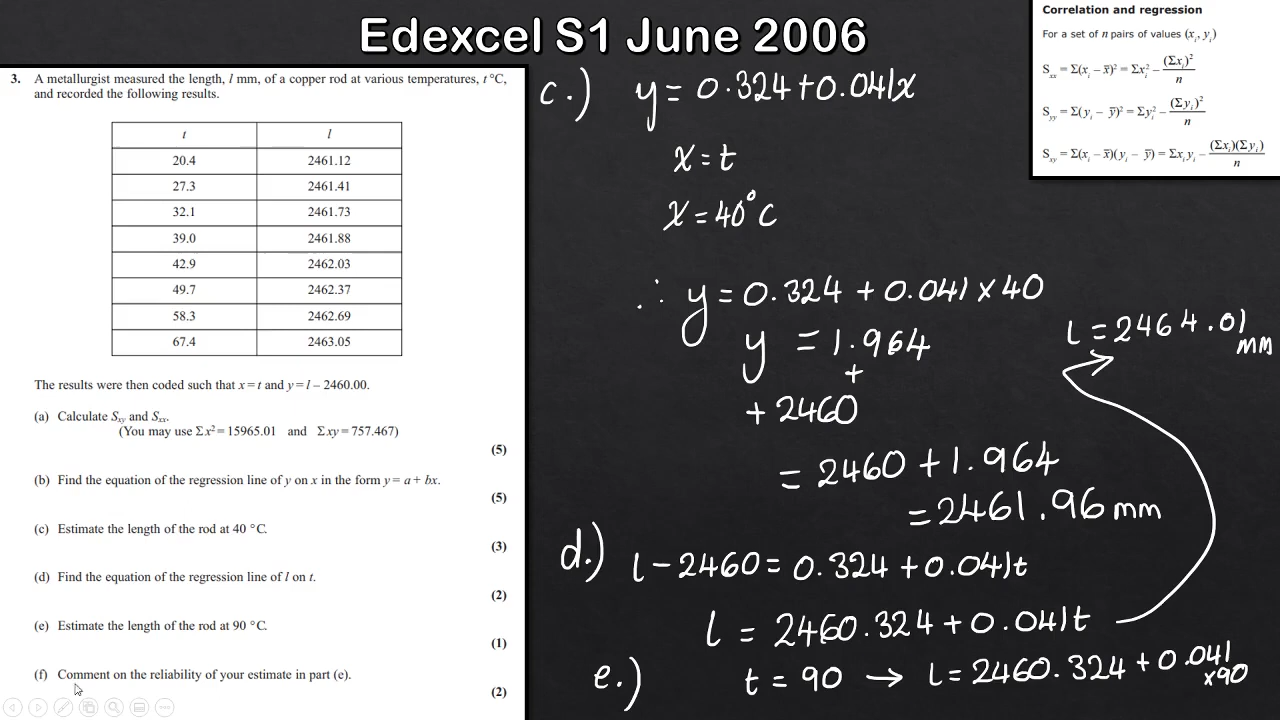 Edexcel S1 June 2006
Correlation and regression
For a set of n pairs of values (xᵢ, yᵢ)
Sxx = Σ(xᵢ – x̄)² = Σxᵢ² – (Σxᵢ)²/n
Syy = Σ(yᵢ – ȳ)² = Σyᵢ² – (Σyᵢ)²/n
Sxy = Σ(xᵢ – x̄)(yᵢ – ȳ) = Σxᵢyᵢ – (Σxᵢ)(Σyᵢ)/n
3. A metallurgist measured the length, l mm, of a copper rod at various temperatures, t °C,
and recorded the following results.
t l
20.4 2461.12
27.3 2461.41
32.1 2461.73
39.0 2461.88
42.9 2462.03
49.7 2462.37
58.3 2462.69
67.4 2463.05
The results were then coded such that x = t and y = l – 2460.00.
(a) Calculate Sxy and Sxx.
(You may use Σx² = 15965.01 and Σxy = 757.467)
(5)
(b) Find the equation of the regression line of y on x in the form y = a + bx.
(5)
(c) Estimate the length of the rod at 40 °C.
(3)
(d) Find the equation of the regression line of l on t.
(2)
(e) Estimate the length of the rod at 90 °C.
(1)
(f) Comment on the reliability of your estimate in part (e).
(2)
c.) y = 0.324 + 0.041x
x = t
x = 40°C
∴ y = 0.324 + 0.041 × 40
y = 1.964
+
+ 2460
= 2460 + 1.964
= 2461.96 mm
d.) l – 2460 = 0.324 + 0.041t
l = 2460.324 + 0.041t
e.) t = 90 → l = 2460.324 + 0.041
×90
l = 2464.01
mm